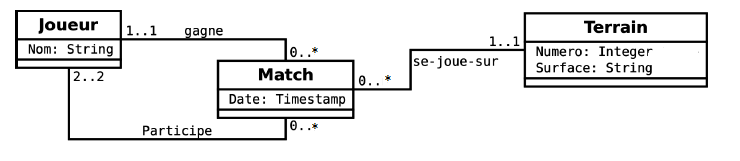 Joueur
Nom: String
1..1 gagne
0..*
2..2
Participe
0..*
Match
Date: Timestamp
0..*
se-joue-sur
1..1
Terrain
Numero: Integer
Surface: String